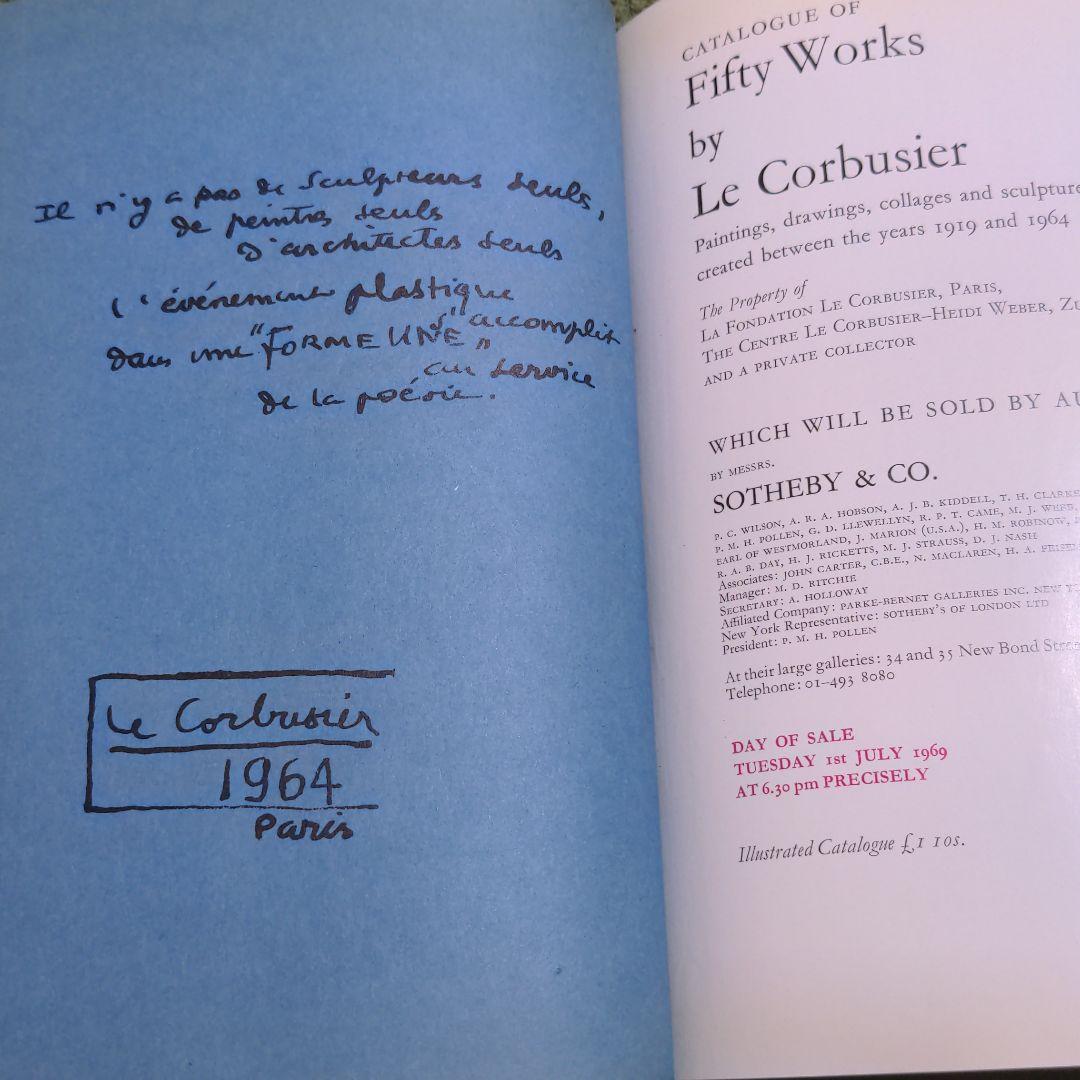 Il n'y a pas de sculpteurs seuls,
de peintres seuls
d'architectes seuls
l'événement plastique
s'accomplit
dans une "FORME UNE"
au service
de la poésie.
Le Corbusier
1964
Paris
CATALOGUE OF
Fifty Works
by
Le Corbusier
Paintings, drawings, collages and sculpture
created between the years 1919 and 1964
The Property of
LA FONDATION LE CORBUSIER, PARIS,
THE CENTRE LE CORBUSIER–HEIDI WEBER, ZU
AND A PRIVATE COLLECTOR
WHICH WILL BE SOLD BY AU
BY MESSRS.
SOTHEBY & CO.
P. C. WILSON, A. R. A. HOBSON, A. J. B. KIDDELL, T. H. CLARKE
P. M. H. POLLEN, G. D. LLEWELLYN, R. P. T. CAME, M. J. WEBB,
EARL OF WESTMORLAND, J. MARION (U.S.A.), H. M. ROBINOW,
R. A. B. DAY, H. J. RICKETTS, M. J. STRAUSS, D. J. NASH
Associates: JOHN CARTER, C.B.E., N. MACLAREN, H. A.
Manager: M. D. RITCHIE
SECRETARY: A. HOLLOWAY
Affiliated Company: PARKE-BERNET GALLERIES INC. NEW Y
New York Representative: SOTHEBY'S OF LONDON LTD
President: P. M. H. POLLEN
At their large galleries: 34 and 35 New Bond Stree
Telephone: 01–493 8080
DAY OF SALE
TUESDAY 1st JULY 1969
AT 6.30 pm PRECISELY
Illustrated Catalogue £1 10s.